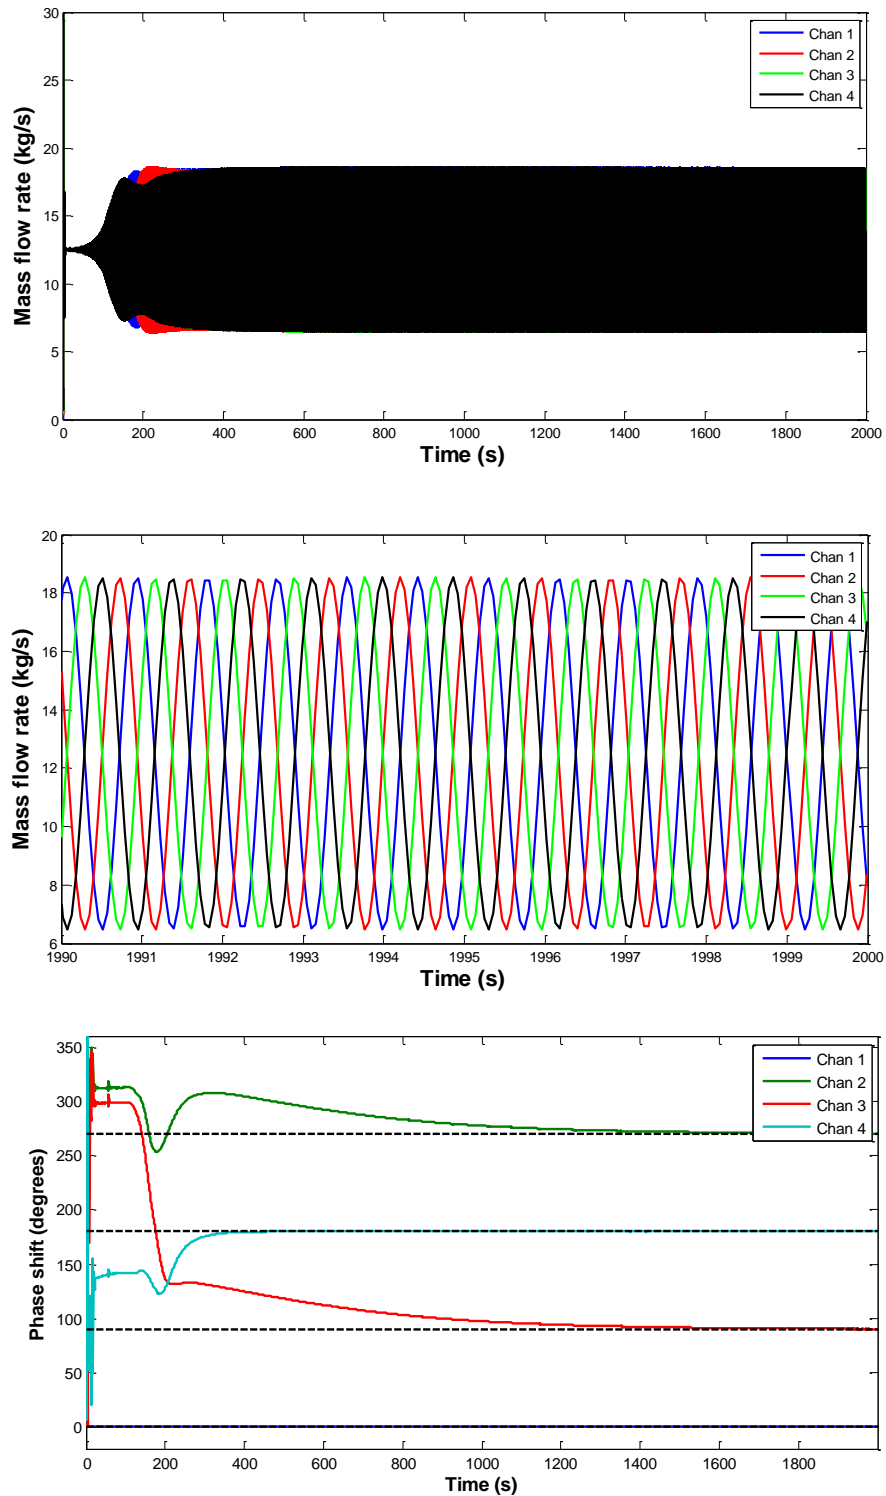 30
25
20
15
10
5
0
Mass flow rate (kg/s)
Chan 1
Chan 2
Chan 3
Chan 4
0 200 400 600 800 1000 1200 1400 1600 1800 2000
Time (s)
20
18
16
14
12
10
8
6
Mass flow rate (kg/s)
Chan 1
Chan 2
Chan 3
Chan 4
1990 1991 1992 1993 1994 1995 1996 1997 1998 1999 2000
Time (s)
350
300
250
200
150
100
50
0
Phase shift (degrees)
Chan 1
Chan 2
Chan 3
Chan 4
0 200 400 600 800 1000 1200 1400 1600 1800
Time (s)